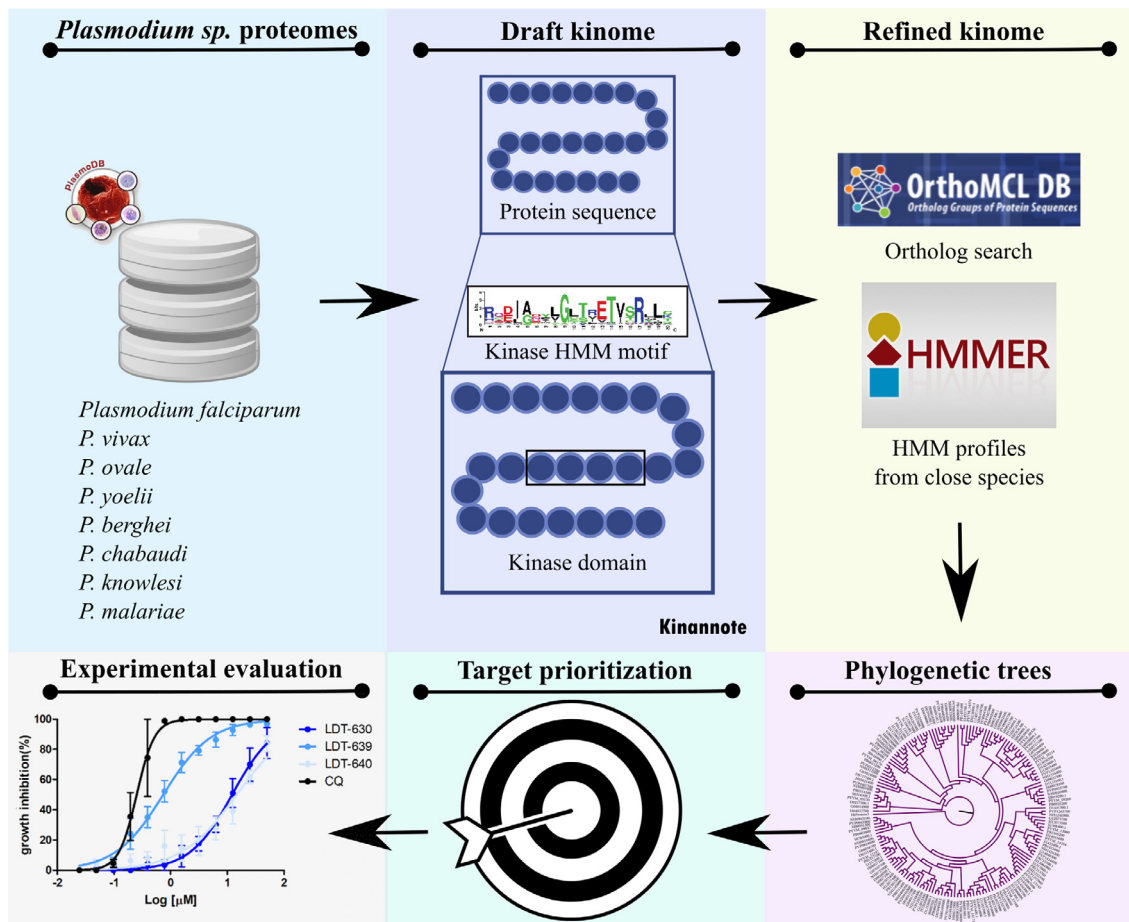 Plasmodium sp. proteomes
PlasmoDB
Plasmodium falciparum
P. vivax
P. ovale
P. yoelii
P. berghei
P. chabaudi
P. knowlesi
P. malariae
Draft kinome
Protein sequence
Kinase HMM motif
Kinase domain
Kinannote
Refined kinome
OrthoMCL DB
Ortholog Groups of Protein Sequences
Ortholog search
HMMER
HMM profiles
from close species
Experimental evaluation
growth inhibition(%)
100
80
60
40
20
0
-2
-1
0
1
2
Log [µM]
LDT-630
LDT-639
LDT-640
CQ
Target prioritization
Phylogenetic trees